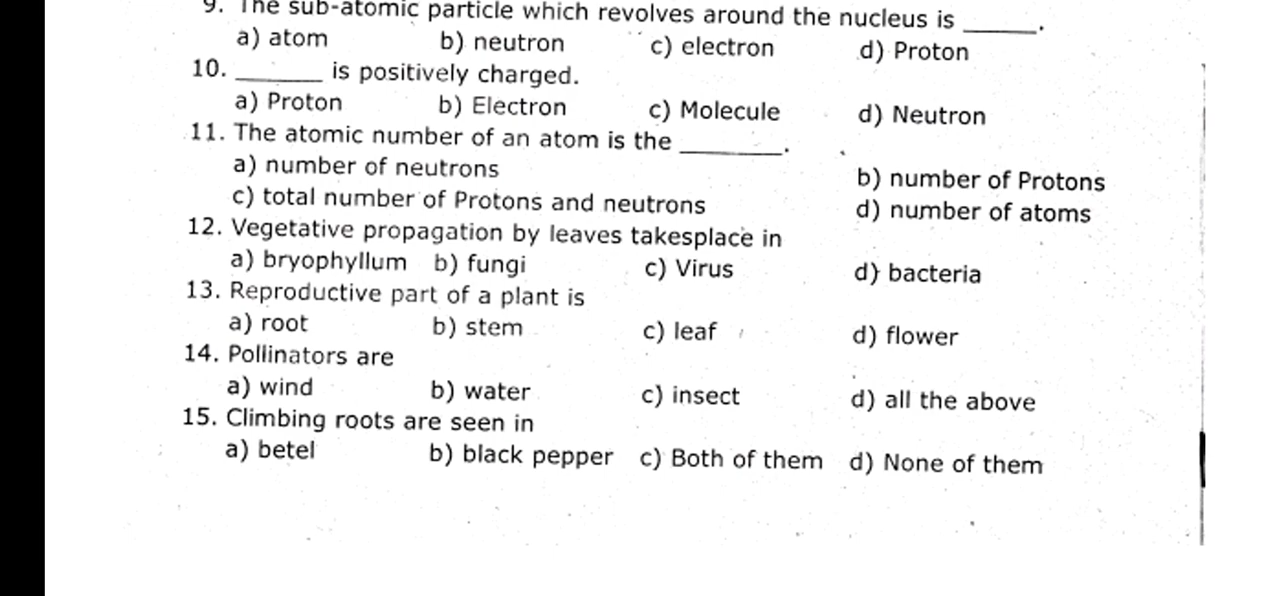 9. The sub-atomic particle which revolves around the nucleus is ______.
a) atom b) neutron c) electron d) Proton
10. ______ is positively charged.
a) Proton b) Electron c) Molecule d) Neutron
11. The atomic number of an atom is the ______.
a) number of neutrons b) number of Protons
c) total number of Protons and neutrons d) number of atoms
12. Vegetative propagation by leaves takesplace in
a) bryophyllum b) fungi c) Virus d) bacteria
13. Reproductive part of a plant is
a) root b) stem c) leaf d) flower
14. Pollinators are
a) wind b) water c) insect d) all the above
15. Climbing roots are seen in
a) betel b) black pepper c) Both of them d) None of them